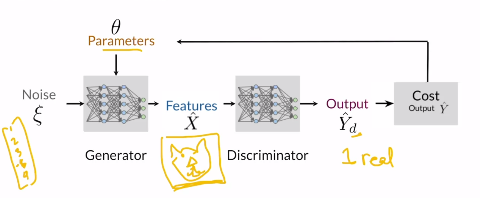 θ
Parameters
Noise
ξ
Generator
Features
X̂
Discriminator
Output
Ŷd
Cost
Output Ŷ
1 real